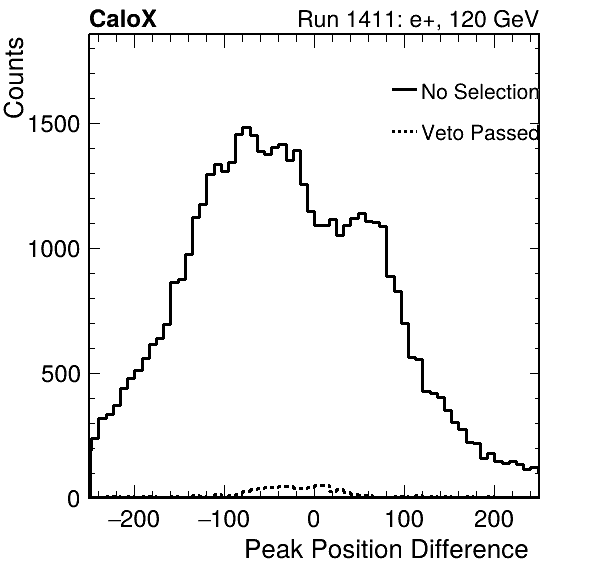 CaloX Run 1411: e+, 120 GeV
Counts
No Selection
Veto Passed
1500
1000
500
0
−200 −100 0 100 200
Peak Position Difference